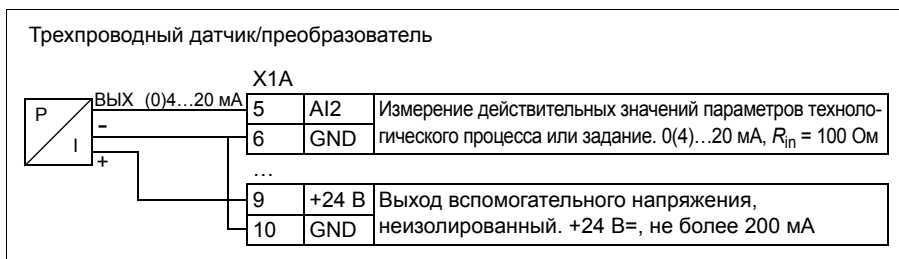 Трехпроводный датчик/преобразователь
X1A
P
I
ВЫХ (0)4…20 мА
-
+
5 AI2 Измерение действительных значений параметров техноло-
6 GND гического процесса или задание. 0(4)…20 мА, Rin = 100 Ом
…
9 +24 В Выход вспомогательного напряжения,
10 GND неизолированный. +24 В=, не более 200 мА